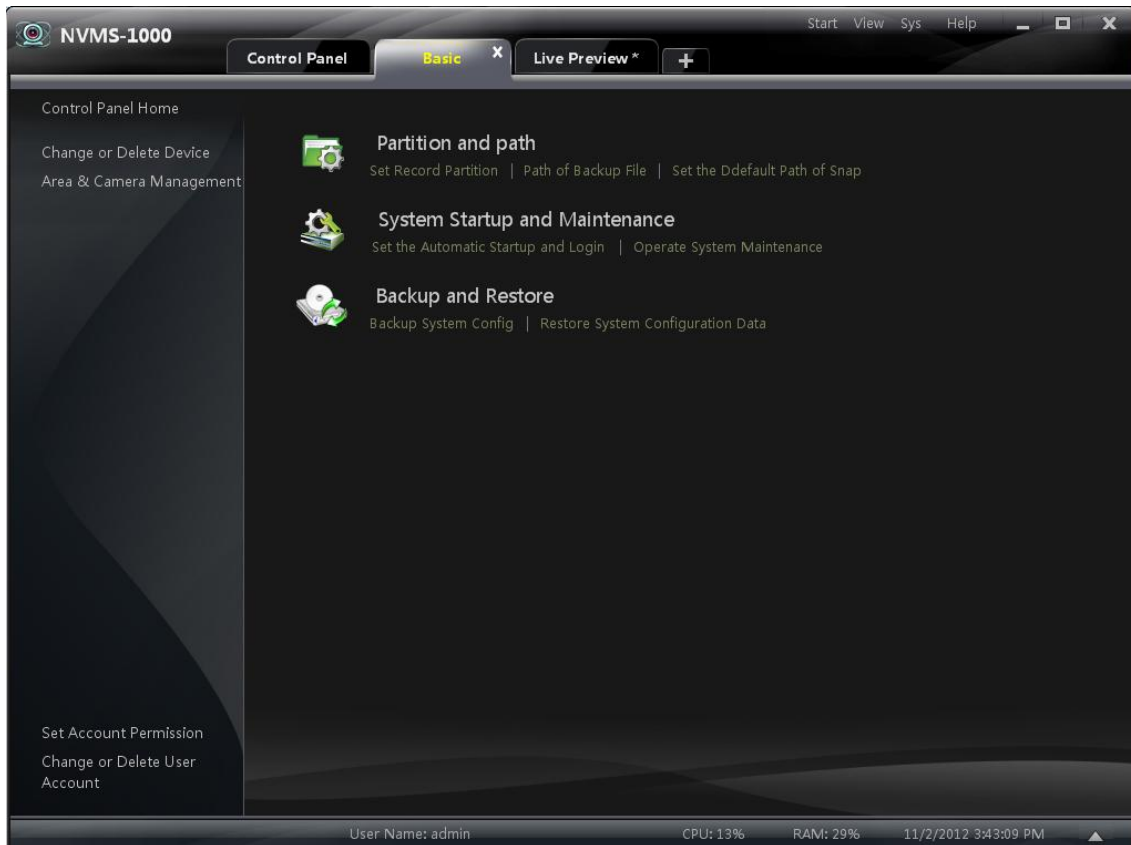 NVMS-1000
Start View Sys Help
Control Panel
Basic
X
Live Preview *
+
Control Panel Home
Change or Delete Device
Area & Camera Management
Partition and path
Set Record Partition | Path of Backup File | Set the Ddefault Path of Snap
System Startup and Maintenance
Set the Automatic Startup and Login | Operate System Maintenance
Backup and Restore
Backup System Config | Restore System Configuration Data
Set Account Permission
Change or Delete User
Account
User Name: admin CPU: 13% RAM: 29% 11/2/2012 3:43:09 PM